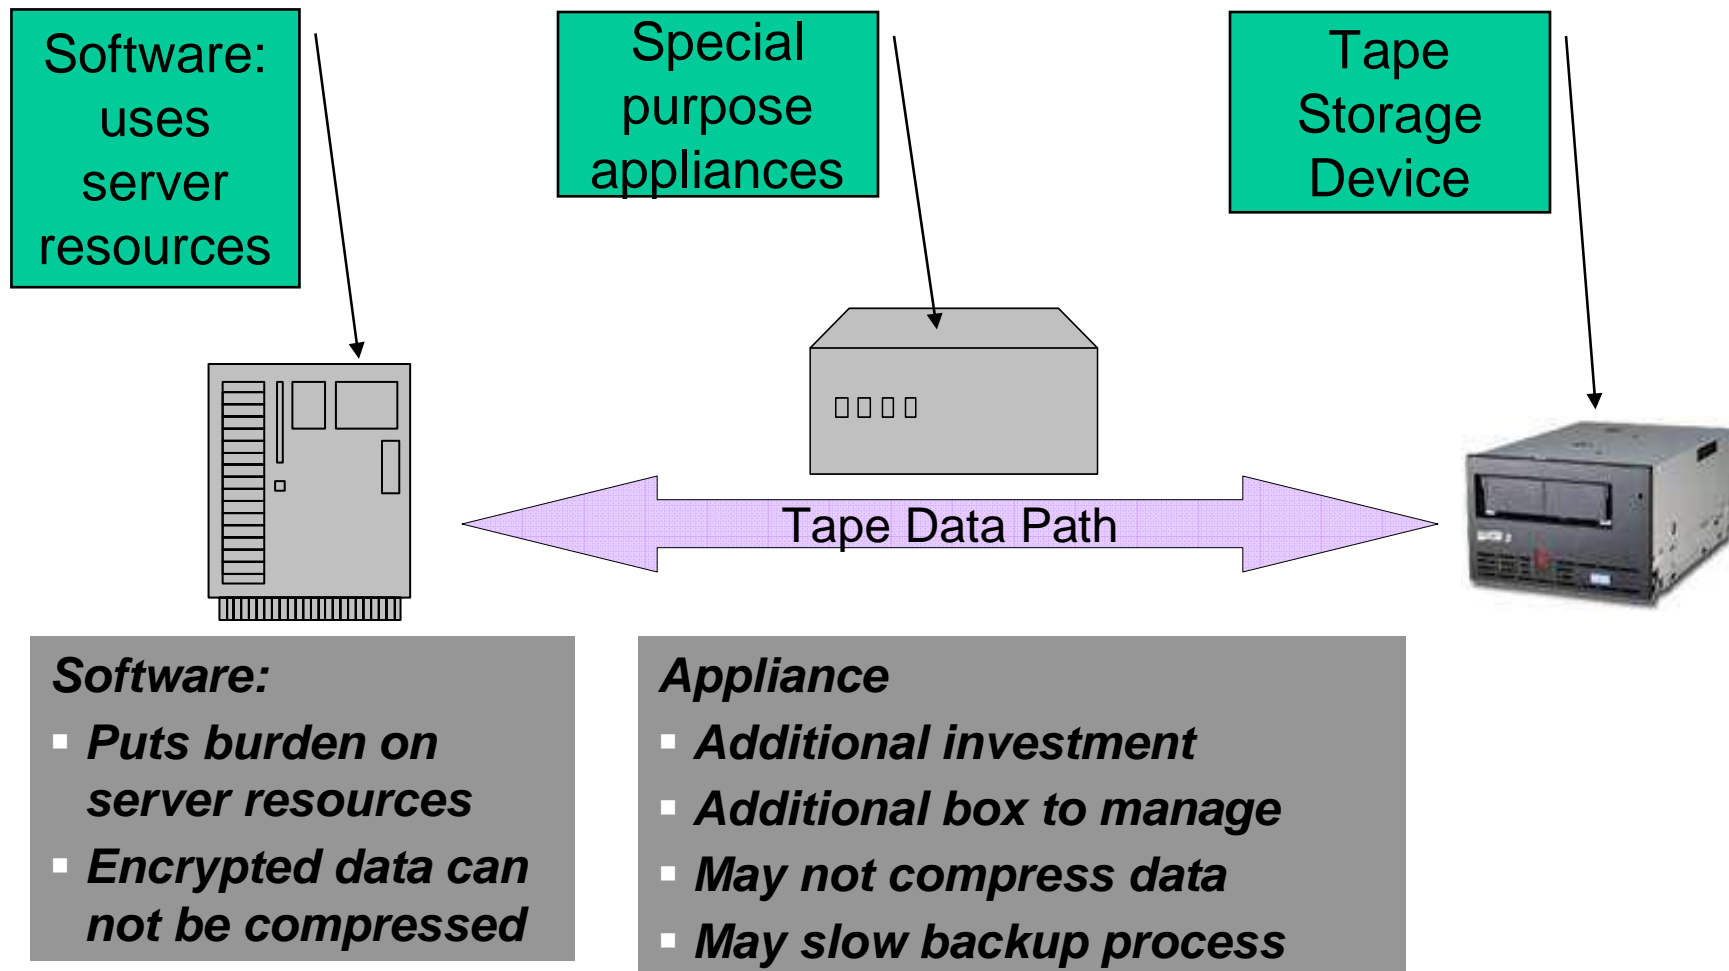 Software:
uses
server
resources
Special
purpose
appliances
Tape
Storage
Device
Tape Data Path
Software:
▫ Puts burden on
server resources
▫ Encrypted data can
not be compressed
Appliance
▫ Additional investment
▫ Additional box to manage
▫ May not compress data
▫ May slow backup process